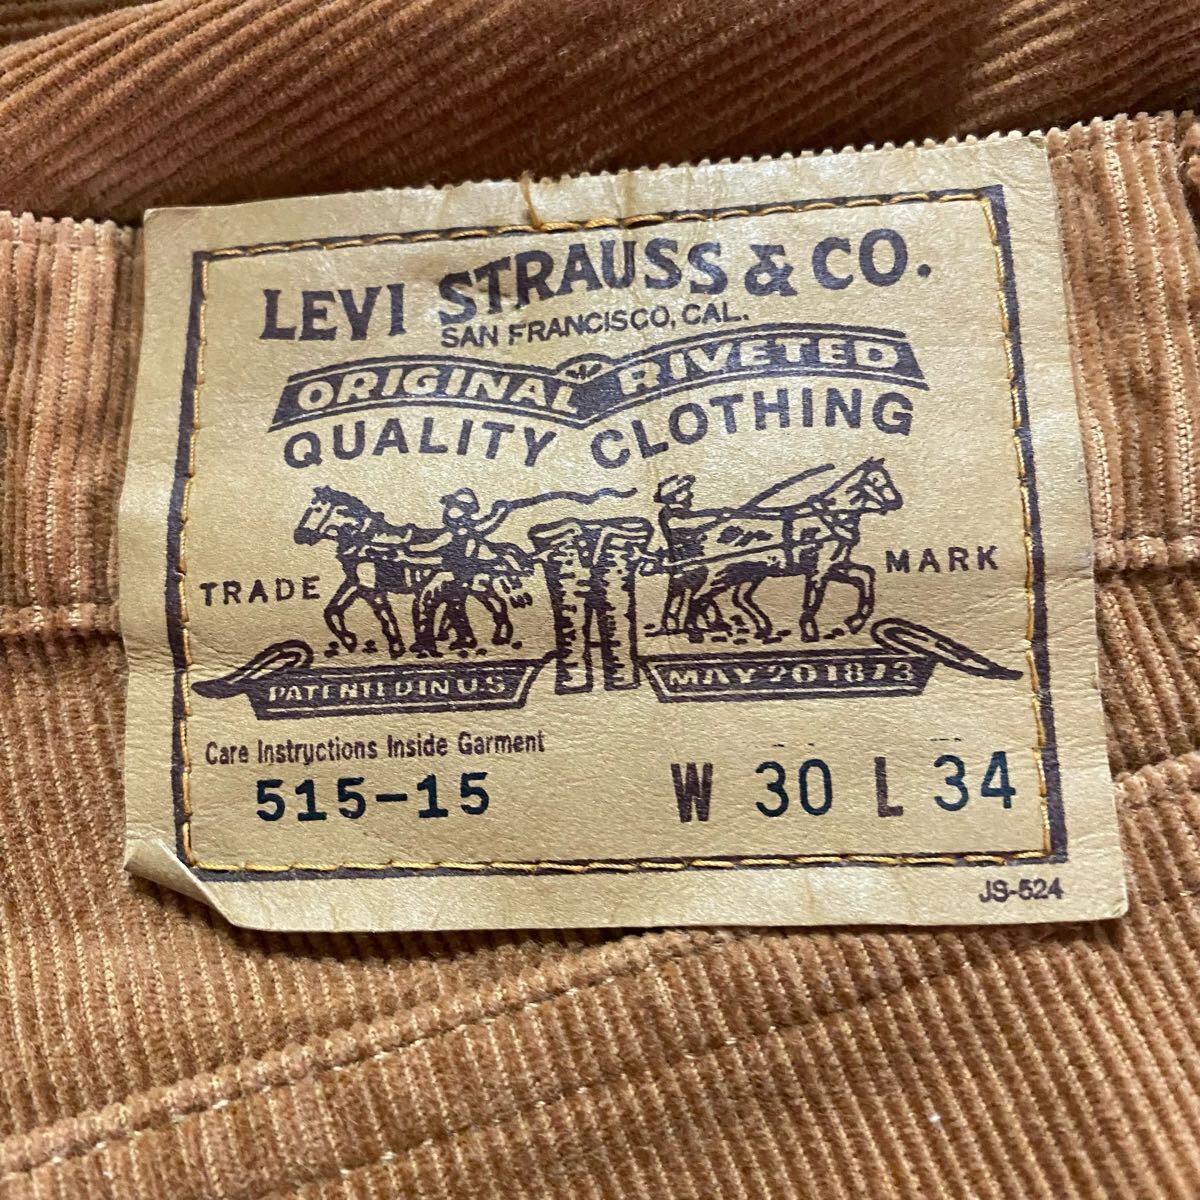 LEVI STRAUSS & CO.
SAN FRANCISCO, CAL.
ORIGINAL RIVETED
QUALITY CLOTHING
TRADE MARK
PATENTED IN U.S MAY 20 1873
Care Instructions Inside Garment
515-15 W 30 L 34
JS-524